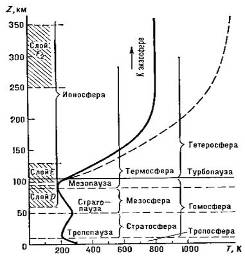 Z, км
350
300
250
200
150
100
50
0
Слой F₂
Слой E
Слой D
Ионосфера
К экзосфере
Гетеросфера
Термосфера
Турбопауза
Мезопауза
Страто-
пауза
Мезосфера
Гомосфера
Тропопауза
Стратосфера
Тропосфера
200 400 600 800 1000 T, К